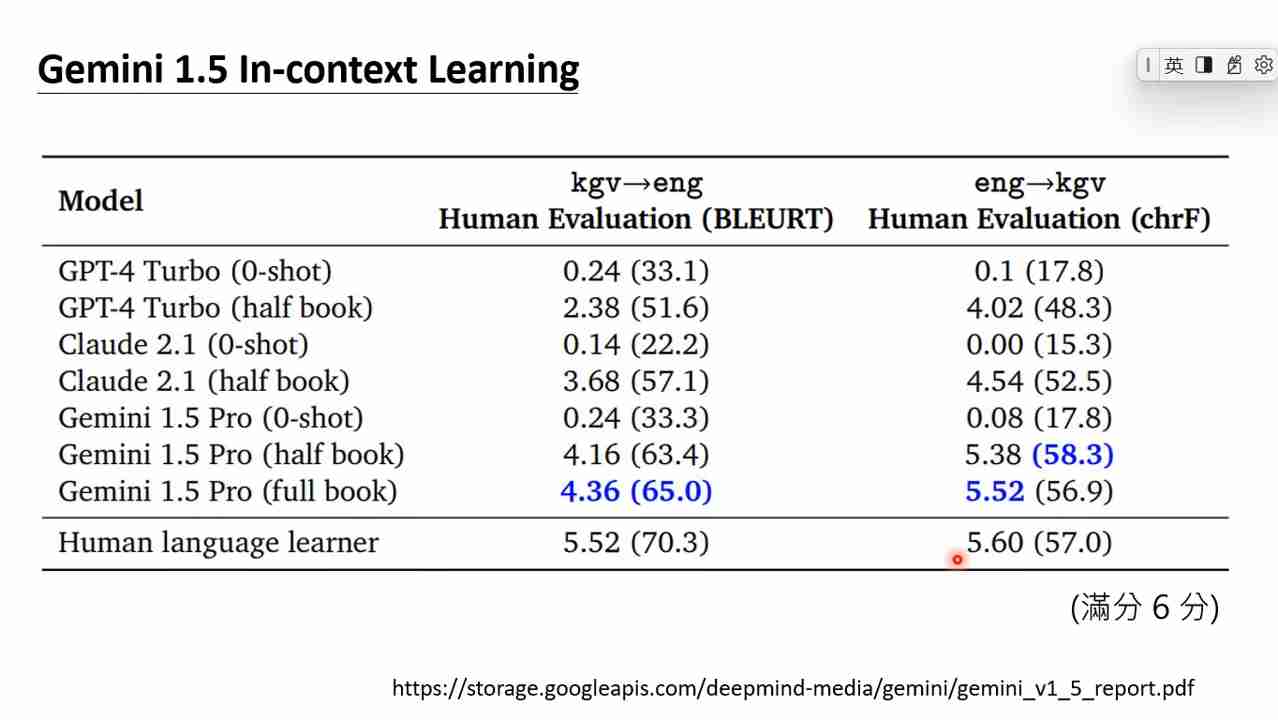 Gemini 1.5 In-context Learning
英
Model kgv→eng Human Evaluation (BLEURT) eng→kgv Human Evaluation (chrF)
GPT-4 Turbo (0-shot) 0.24 (33.1) 0.1 (17.8)
GPT-4 Turbo (half book) 2.38 (51.6) 4.02 (48.3)
Claude 2.1 (0-shot) 0.14 (22.2) 0.00 (15.3)
Claude 2.1 (half book) 3.68 (57.1) 4.54 (52.5)
Gemini 1.5 Pro (0-shot) 0.24 (33.3) 0.08 (17.8)
Gemini 1.5 Pro (half book) 4.16 (63.4) 5.38 (58.3)
Gemini 1.5 Pro (full book) 4.36 (65.0) 5.52 (56.9)
Human language learner 5.52 (70.3) 5.60 (57.0)
(滿分 6 分)
https://storage.googleapis.com/deepmind-media/gemini/gemini_v1_5_report.pdf